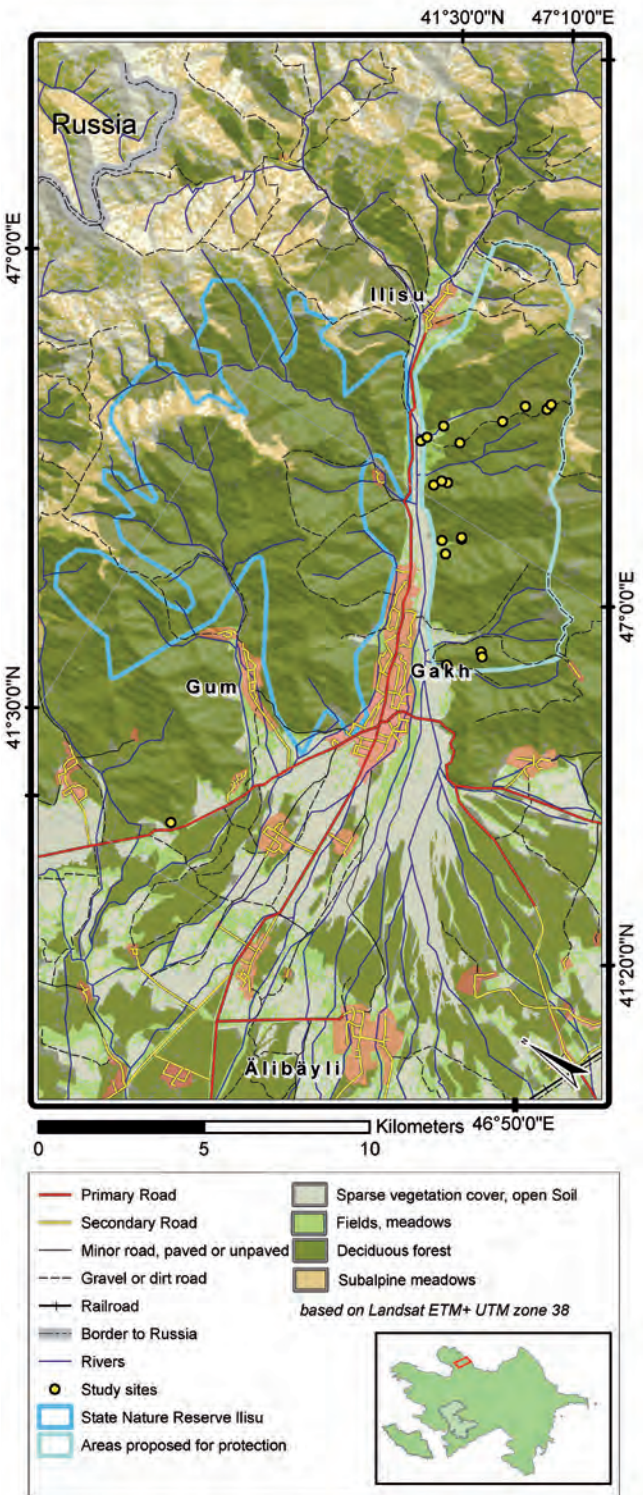 41°30'0"N 47°10'0"E
Russia
47°0'0"E
Ilisu
47°0'0"E
Gakh
Gum
41°30'0"N
41°20'0"N
N
Älibäyli
Kilometers 46°50'0"E
0 5 10
Primary Road
Secondary Road
Minor road, paved or unpaved
Gravel or dirt road
Railroad
Border to Russia
Rivers
Study sites
State Nature Reserve Ilisu
Areas proposed for protection
Sparse vegetation cover, open Soil
Fields, meadows
Deciduous forest
Subalpine meadows
based on Landsat ETM+ UTM zone 38